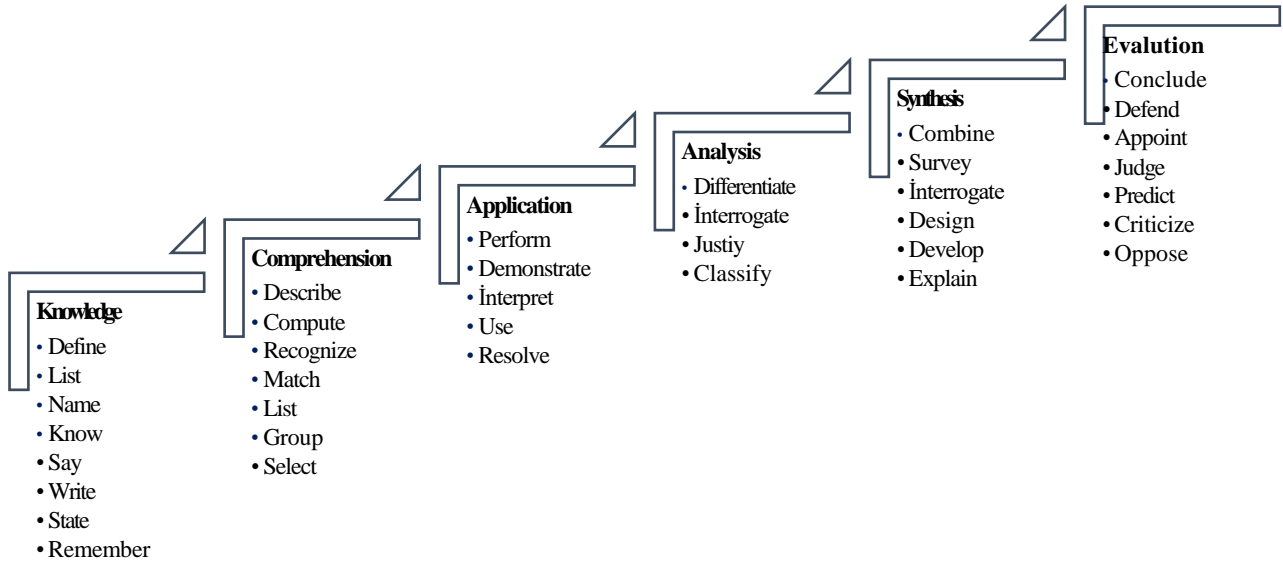 Knowledge
• Define
• List
• Name
• Know
• Say
• Write
• State
• Remember
Comprehension
• Describe
• Compute
• Recognize
• Match
• List
• Group
• Select
Application
• Perform
• Demonstrate
• İnterpret
• Use
• Resolve
Analysis
• Differentiate
• İnterrogate
• Justiy
• Classify
Synthesis
• Combine
• Survey
• İnterrogate
• Design
• Develop
• Explain
Evalution
• Conclude
• Defend
• Appoint
• Judge
• Predict
• Criticize
• Oppose